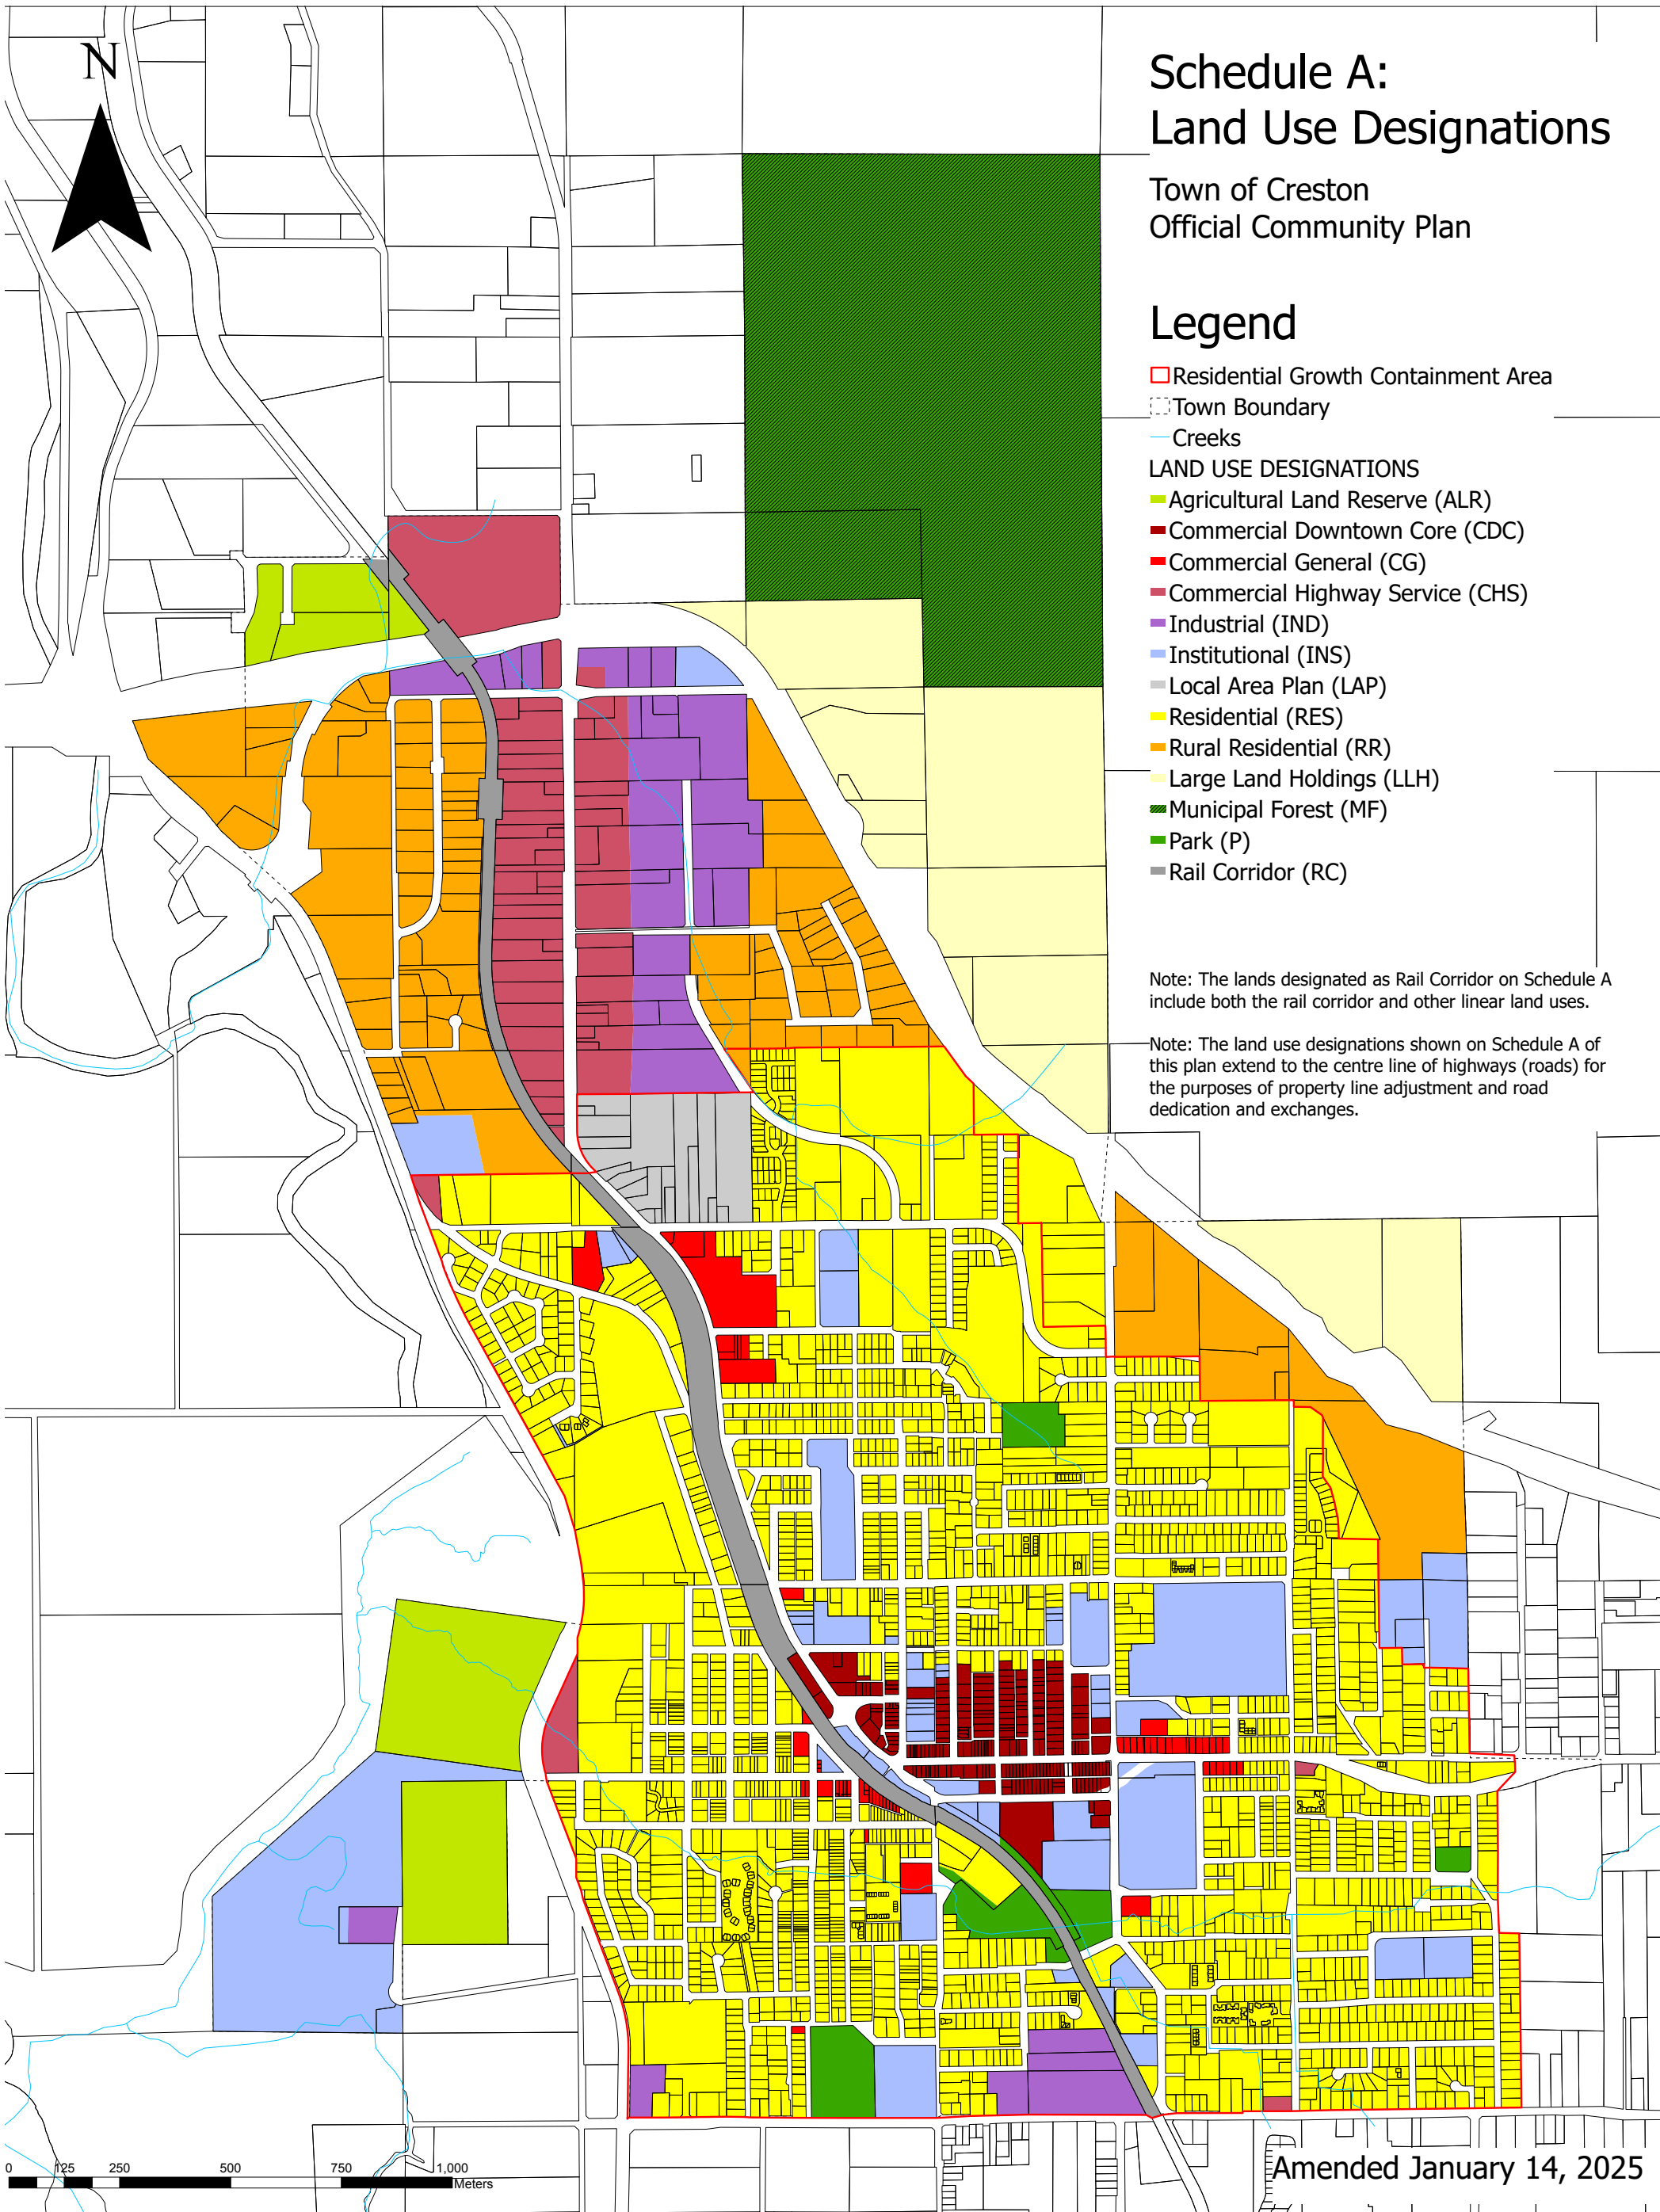 N
Schedule A:
Land Use Designations
Town of Creston
Official Community Plan
Legend
Residential Growth Containment Area
Town Boundary
Creeks
LAND USE DESIGNATIONS
Agricultural Land Reserve (ALR)
Commercial Downtown Core (CDC)
Commercial General (CG)
Commercial Highway Service (CHS)
Industrial (IND)
Institutional (INS)
Local Area Plan (LAP)
Residential (RES)
Rural Residential (RR)
Large Land Holdings (LLH)
Municipal Forest (MF)
Park (P)
Rail Corridor (RC)
Note: The lands designated as Rail Corridor on Schedule A
include both the rail corridor and other linear land uses.
Note: The land use designations shown on Schedule A of
this plan extend to the centre line of highways (roads) for
the purposes of property line adjustment and road
dedication and exchanges.
0 125 250 500 750 1,000
Meters
Amended January 14, 2025